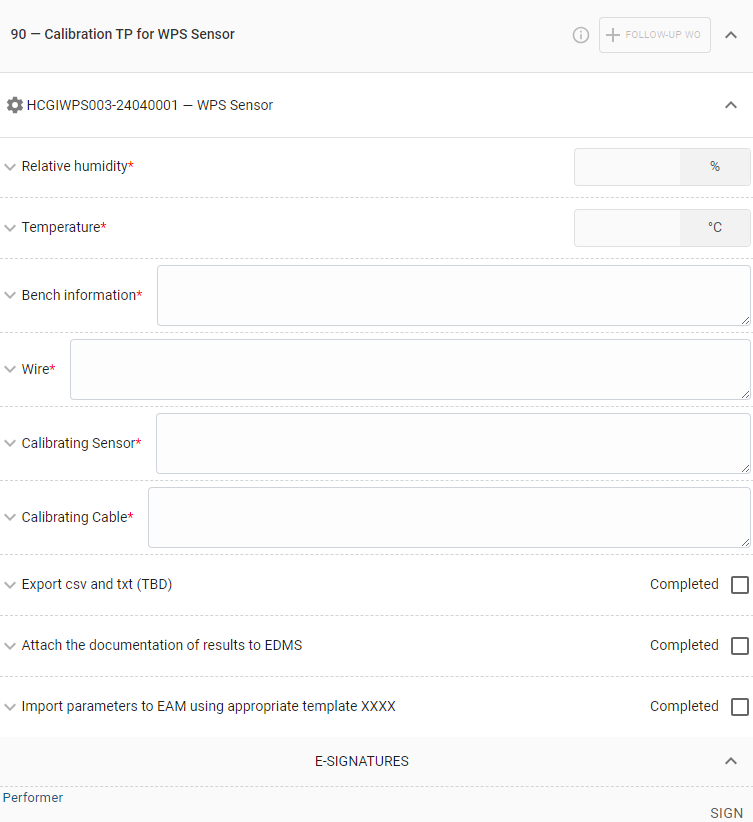 90 — Calibration TP for WPS Sensor
FOLLOW-UP WO
HCGIWPS003-24040001 — WPS Sensor
Relative humidity* %
Temperature* °C
Bench information*
Wire*
Calibrating Sensor*
Calibrating Cable*
Export csv and txt (TBD) Completed
Attach the documentation of results to EDMS Completed
Import parameters to EAM using appropriate template XXXX Completed
E-SIGNATURES
Performer
SIGN